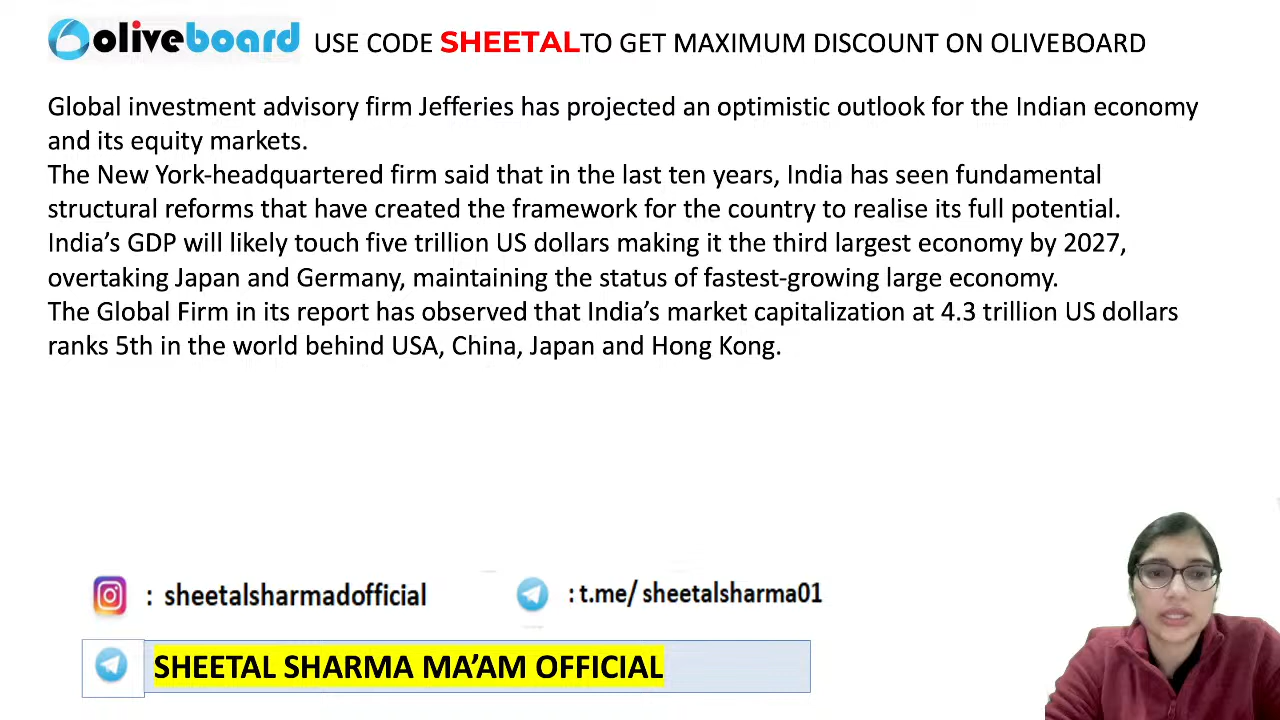 oliveboard USE CODE SHEETAL TO GET MAXIMUM DISCOUNT ON OLIVEBOARD
Global investment advisory firm Jefferies has projected an optimistic outlook for the Indian economy
and its equity markets.
The New York-headquartered firm said that in the last ten years, India has seen fundamental
structural reforms that have created the framework for the country to realise its full potential.
India’s GDP will likely touch five trillion US dollars making it the third largest economy by 2027,
overtaking Japan and Germany, maintaining the status of fastest-growing large economy.
The Global Firm in its report has observed that India’s market capitalization at 4.3 trillion US dollars
ranks 5th in the world behind USA, China, Japan and Hong Kong.
: sheetalsharmadofficial : t.me/ sheetalsharma01
SHEETAL SHARMA MA’AM OFFICIAL